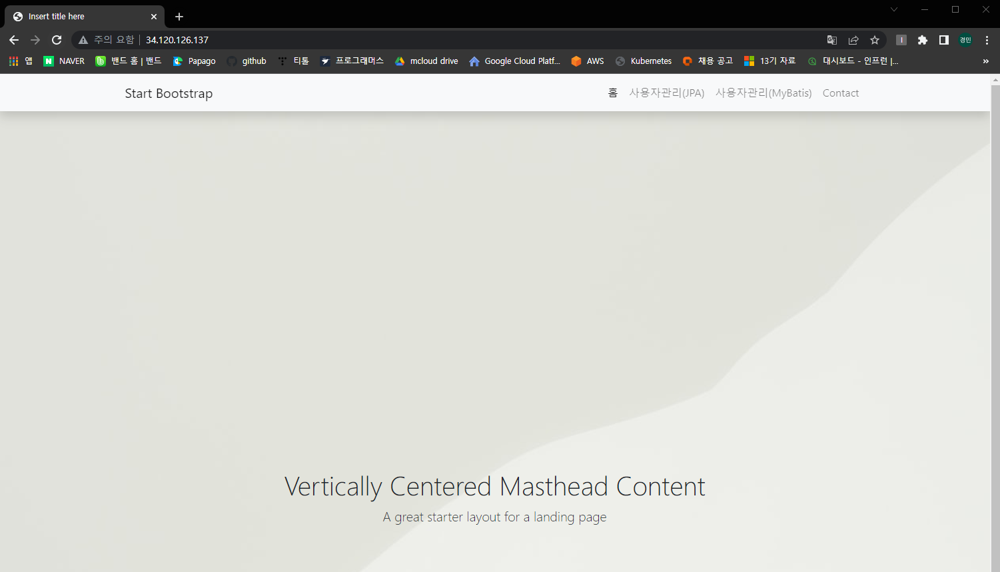 Insert title here
주의 요함 34.120.126.137
I
경민
앱 NAVER 밴드 홈 | 밴드 Papago github 티톨 프로그래머스 mcloud drive Google Cloud Platf... AWS Kubernetes 채용 공고 13기 자료 대시보드 - 인프런 |... »
Start Bootstrap 홈 사용자관리(JPA) 사용자관리(MyBatis) Contact
Vertically Centered Masthead Content
A great starter layout for a landing page